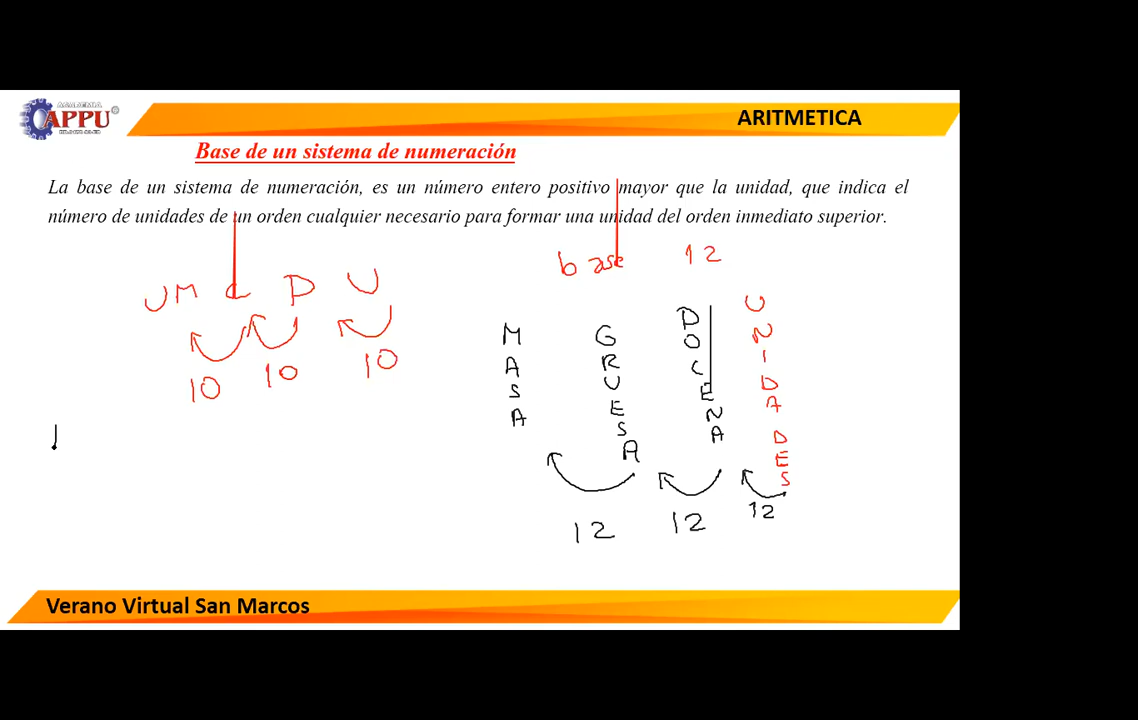 ACADEMIA
APPU®
ARITMETICA
Base de un sistema de numeración
La base de un sistema de numeración, es un número entero positivo mayor que la unidad, que indica el
número de unidades de un orden cualquier necesario para formar una unidad del orden inmediato superior.
base 12
UM C D U
10 10 10
MASA GRUESA DOCENA UNIDADES
12 12 12
Verano Virtual San Marcos